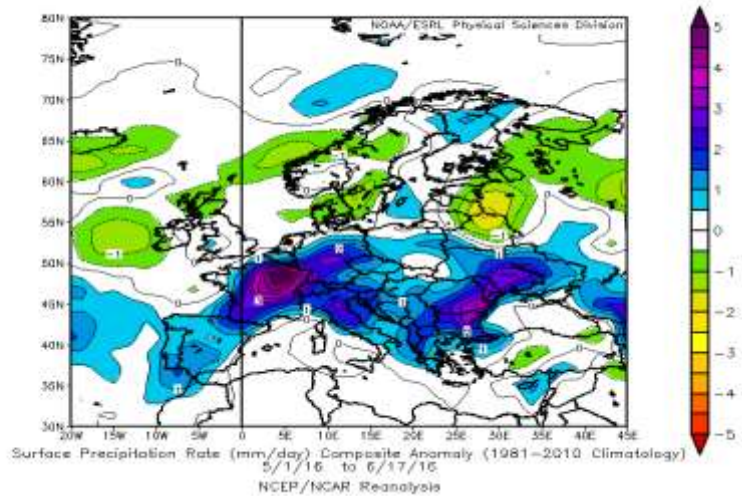 NOAA/ESRL Physical Sciences Division
80N
75N
70N
65N
60N
55N
50N
45N
40N
35N
30N
20W 15W 10W 5W 0 5E 10E 15E 20E 25E 30E 35E 40E 45E
5
4
3
2
1
0
-1
-2
-3
-4
-5
Surface Precipitation Rate (mm/day) Composite Anomaly (1981-2010 Climatology)
5/1/16 to 6/17/16
NCEP/NCAR Reanalysis